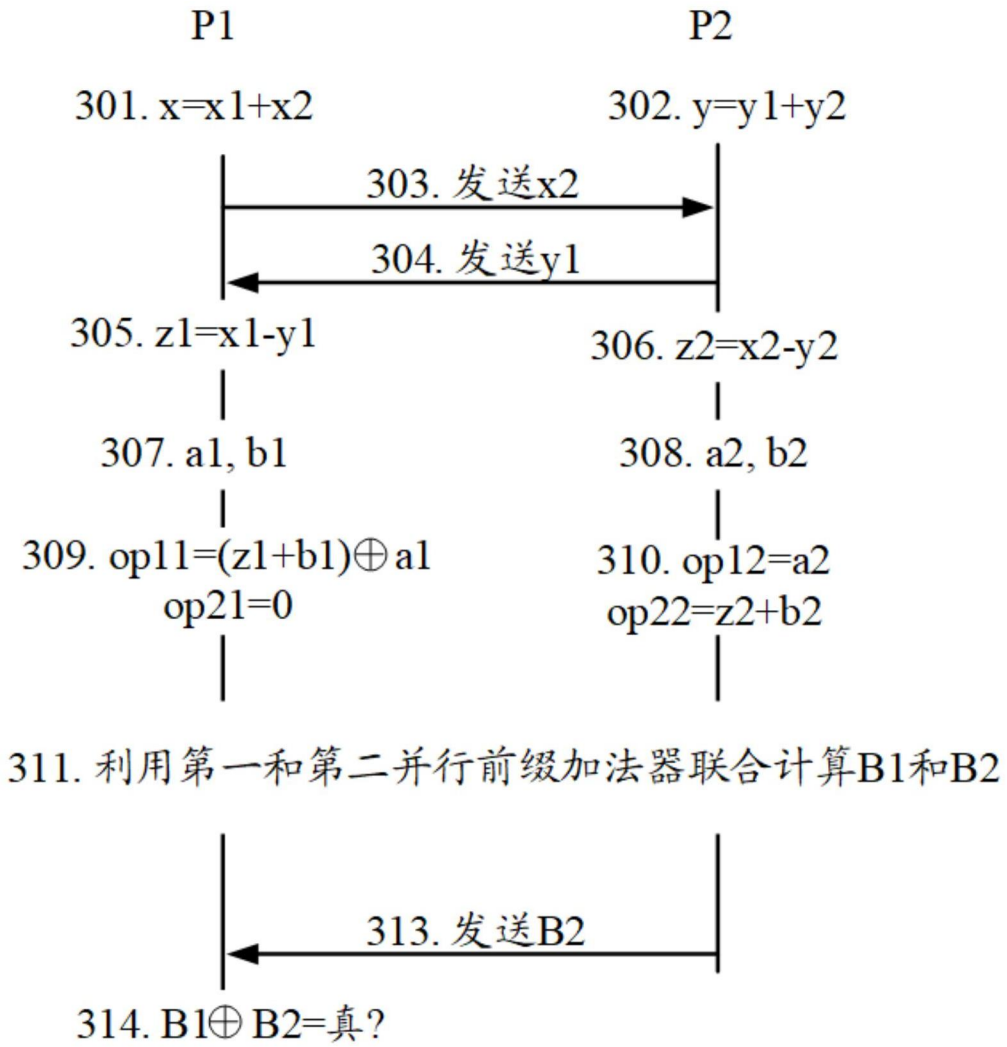 P1 P2
301. x=x1+x2 302. y=y1+y2
303. 发送x2
304. 发送y1
305. z1=x1-y1 306. z2=x2-y2
307. a1, b1 308. a2, b2
309. op11=(z1+b1)⊕a1 310. op12=a2
op21=0 op22=z2+b2
311. 利用第一和第二并行前缀加法器联合计算B1和B2
313. 发送B2
314. B1⊕B2=真?